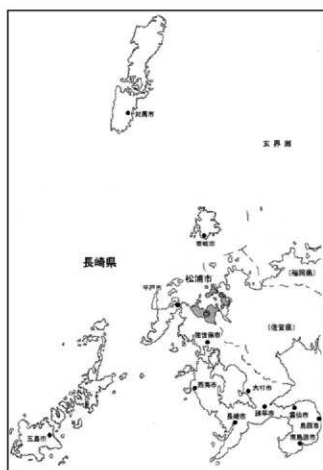 対馬市
玄界灘
壱岐市
長崎県
松浦市
(福岡県)
平戸市
(佐賀県)
佐世保市
西海市
大村市
諫早市
長崎市
雲仙市
島原市
南島原市
五島市